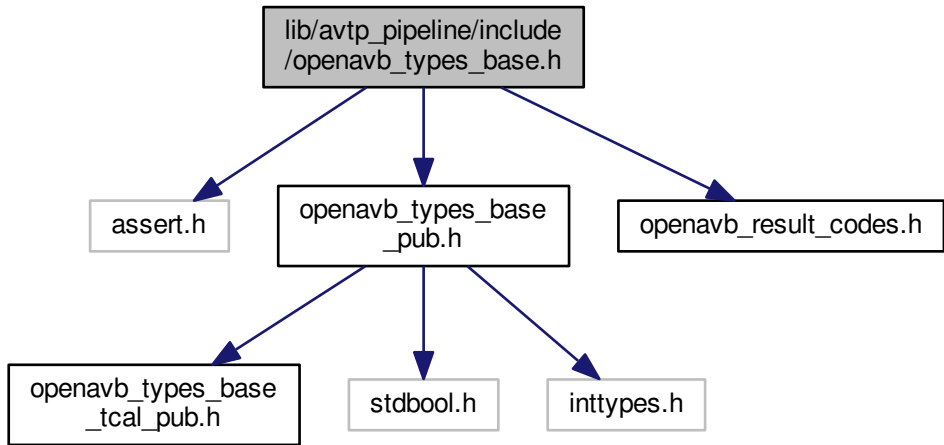 lib/avtp_pipeline/include
/openavb_types_base.h
assert.h
openavb_types_base
_pub.h
openavb_result_codes.h
openavb_types_base
_tcal_pub.h
stdbool.h
inttypes.h